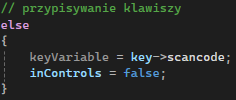 // przypisywanie klawiszy
else
{
keyVariable = key->scancode;
inControls = false;
}